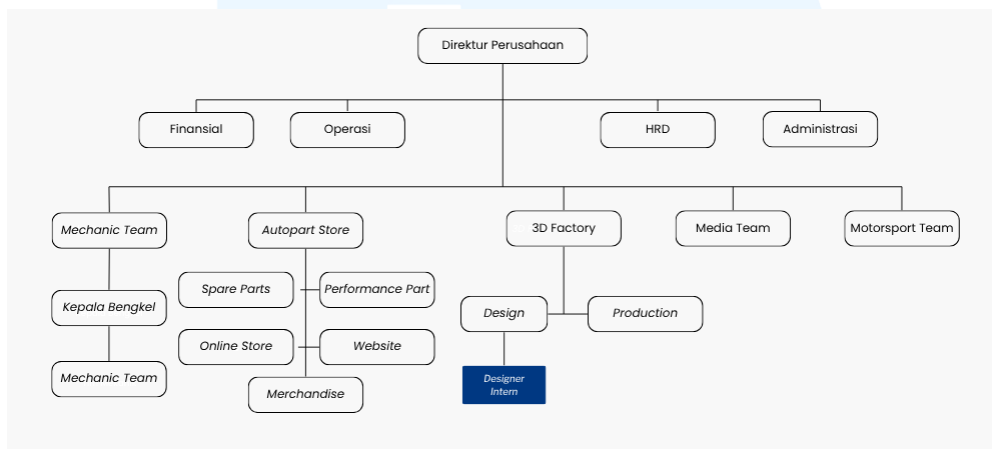 Direktur Perusahaan
Finansial
Operasi
HRD
Administrasi
Mechanic Team
Autopart Store
3D Factory
Media Team
Motorsport Team
Spare Parts
Performance Part
Kepala Bengkel
Design
Production
Online Store
Website
Mechanic Team
Merchandise
Designer
Intern